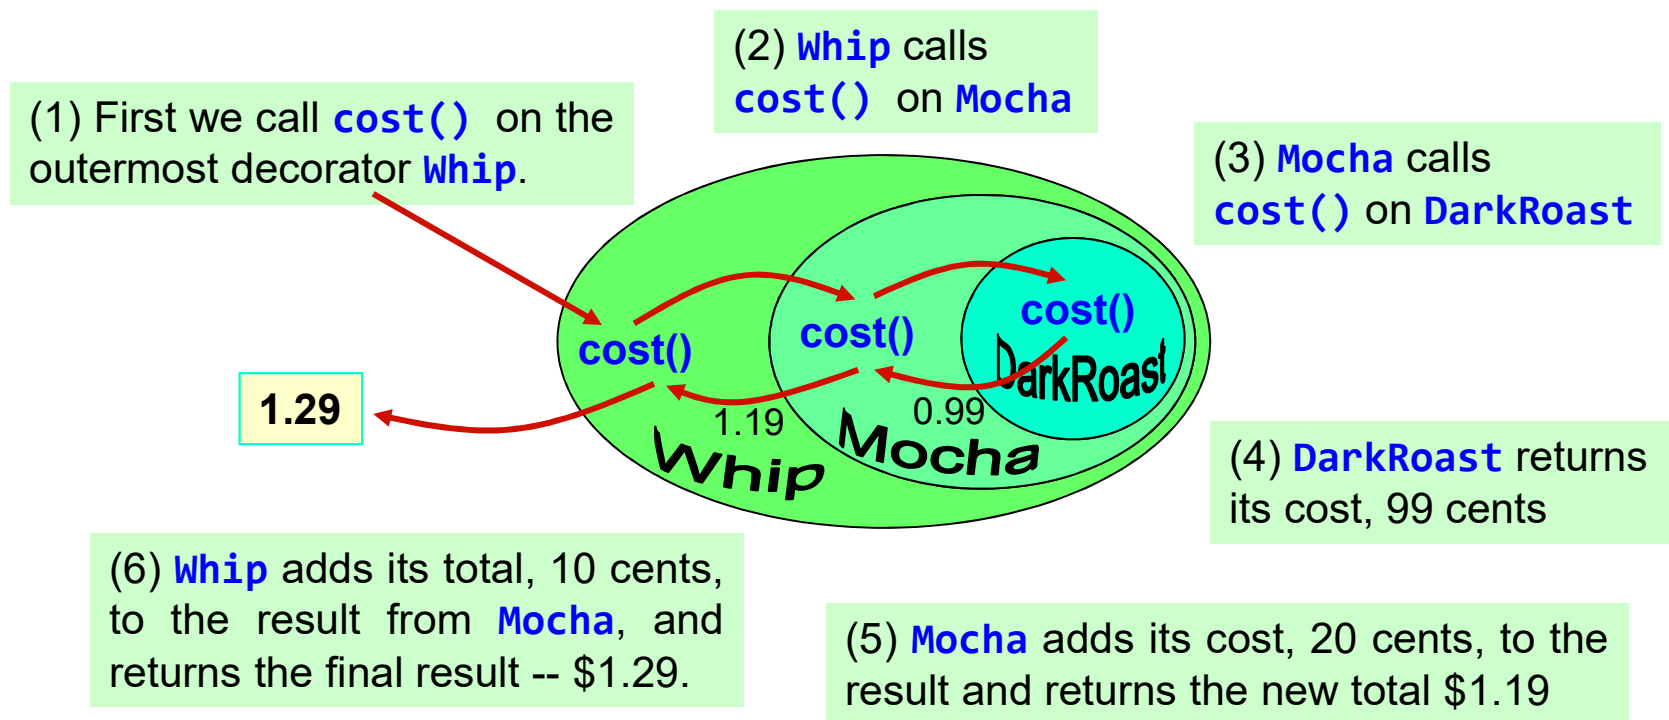 (1) First we call cost() on the
outermost decorator Whip.
(2) Whip calls
cost() on Mocha
(3) Mocha calls
cost() on DarkRoast
cost()
cost()
cost()
DarkRoast
1.29
1.19
0.99
Whip
Mocha
(4) DarkRoast returns
its cost, 99 cents
(6) Whip adds its total, 10 cents,
to the result from Mocha, and
returns the final result -- $1.29.
(5) Mocha adds its cost, 20 cents, to the
result and returns the new total $1.19